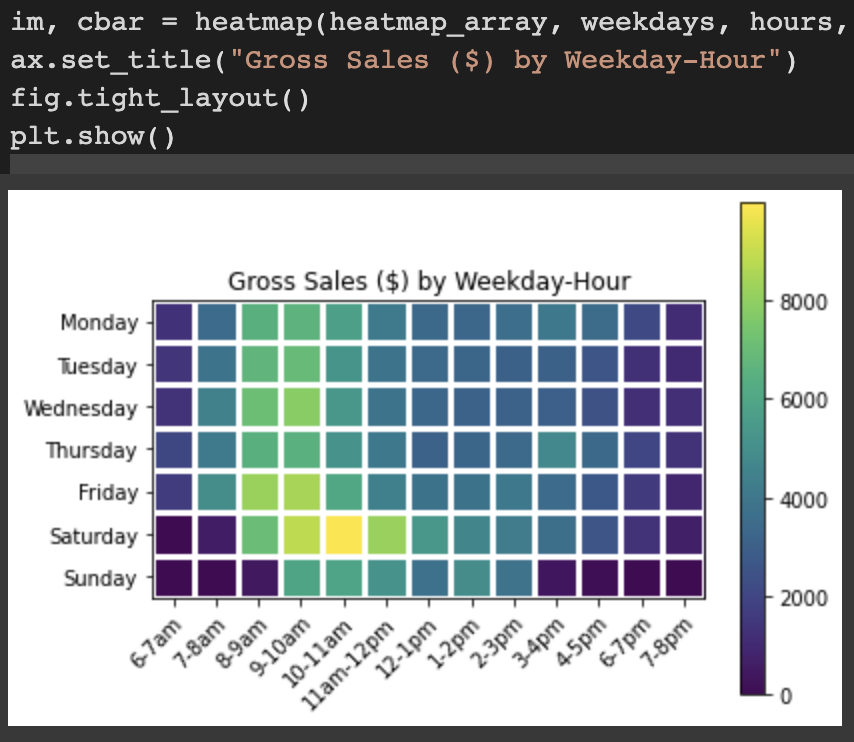 im, cbar = heatmap(heatmap_array, weekdays, hours,
ax.set_title("Gross Sales ($) by Weekday-Hour")
fig.tight_layout()
plt.show()
Gross Sales ($) by Weekday-Hour
Monday
Tuesday
Wednesday
Thursday
Friday
Saturday
Sunday
6-7am
7-8am
8-9am
9-10am
10-11am
11am-12pm
12-1pm
1-2pm
2-3pm
3-4pm
4-5pm
6-7pm
7-8pm
8000
6000
4000
2000
0